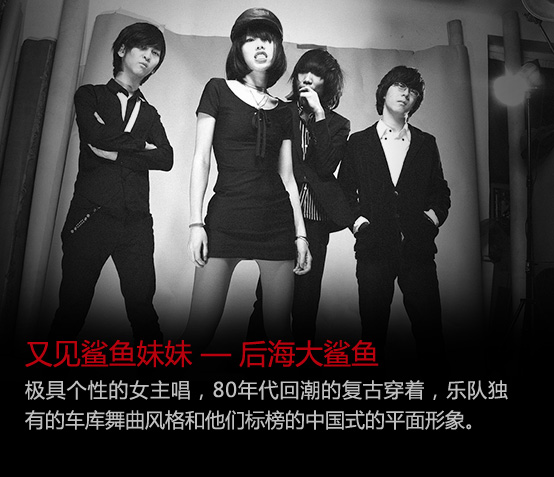 又见鲨鱼妹妹 — 后海大鲨鱼
极具个性的女主唱，80年代回潮的复古穿着，乐队独
有的车库舞曲风格和他们标榜的中国式的平面形象。